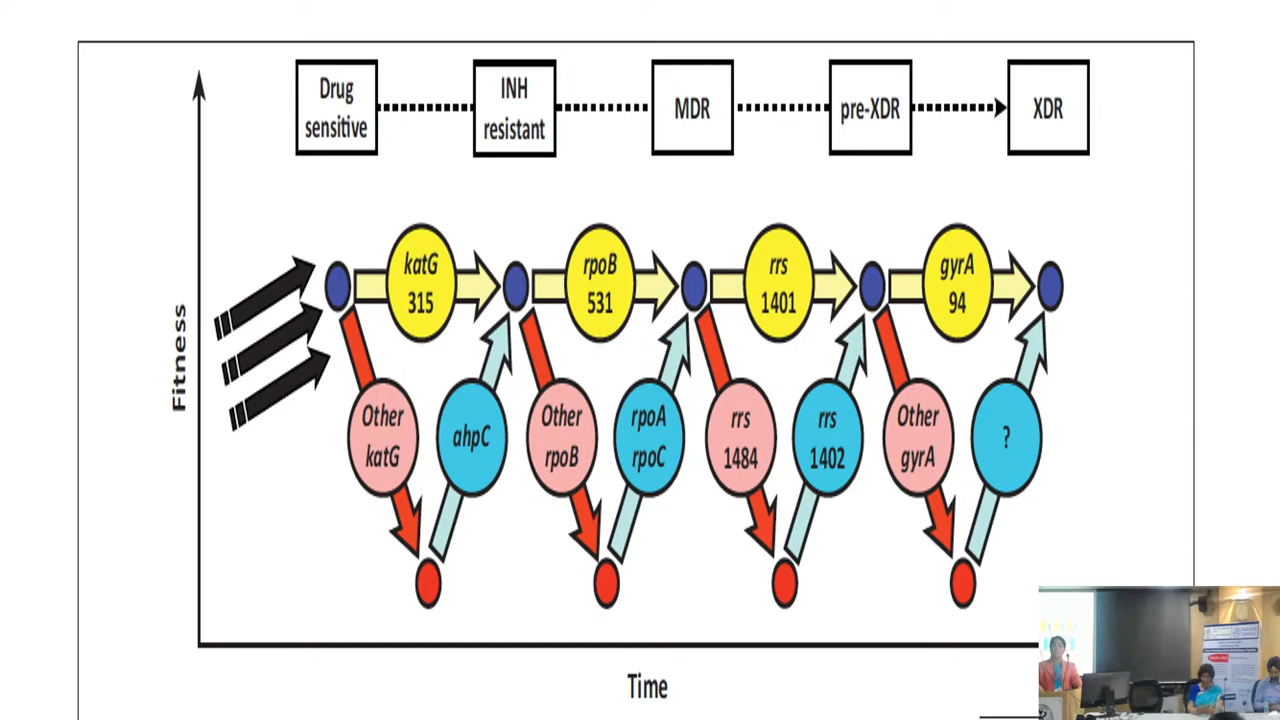 Drug
sensitive
INH
resistant
MDR
pre-XDR
XDR
Fitness
katG
315
rpoB
531
rrs
1401
gyrA
94
Other
katG
ahpC
Other
rpoB
rpoA
rpoC
rrs
1484
rrs
1402
Other
gyrA
?
Time